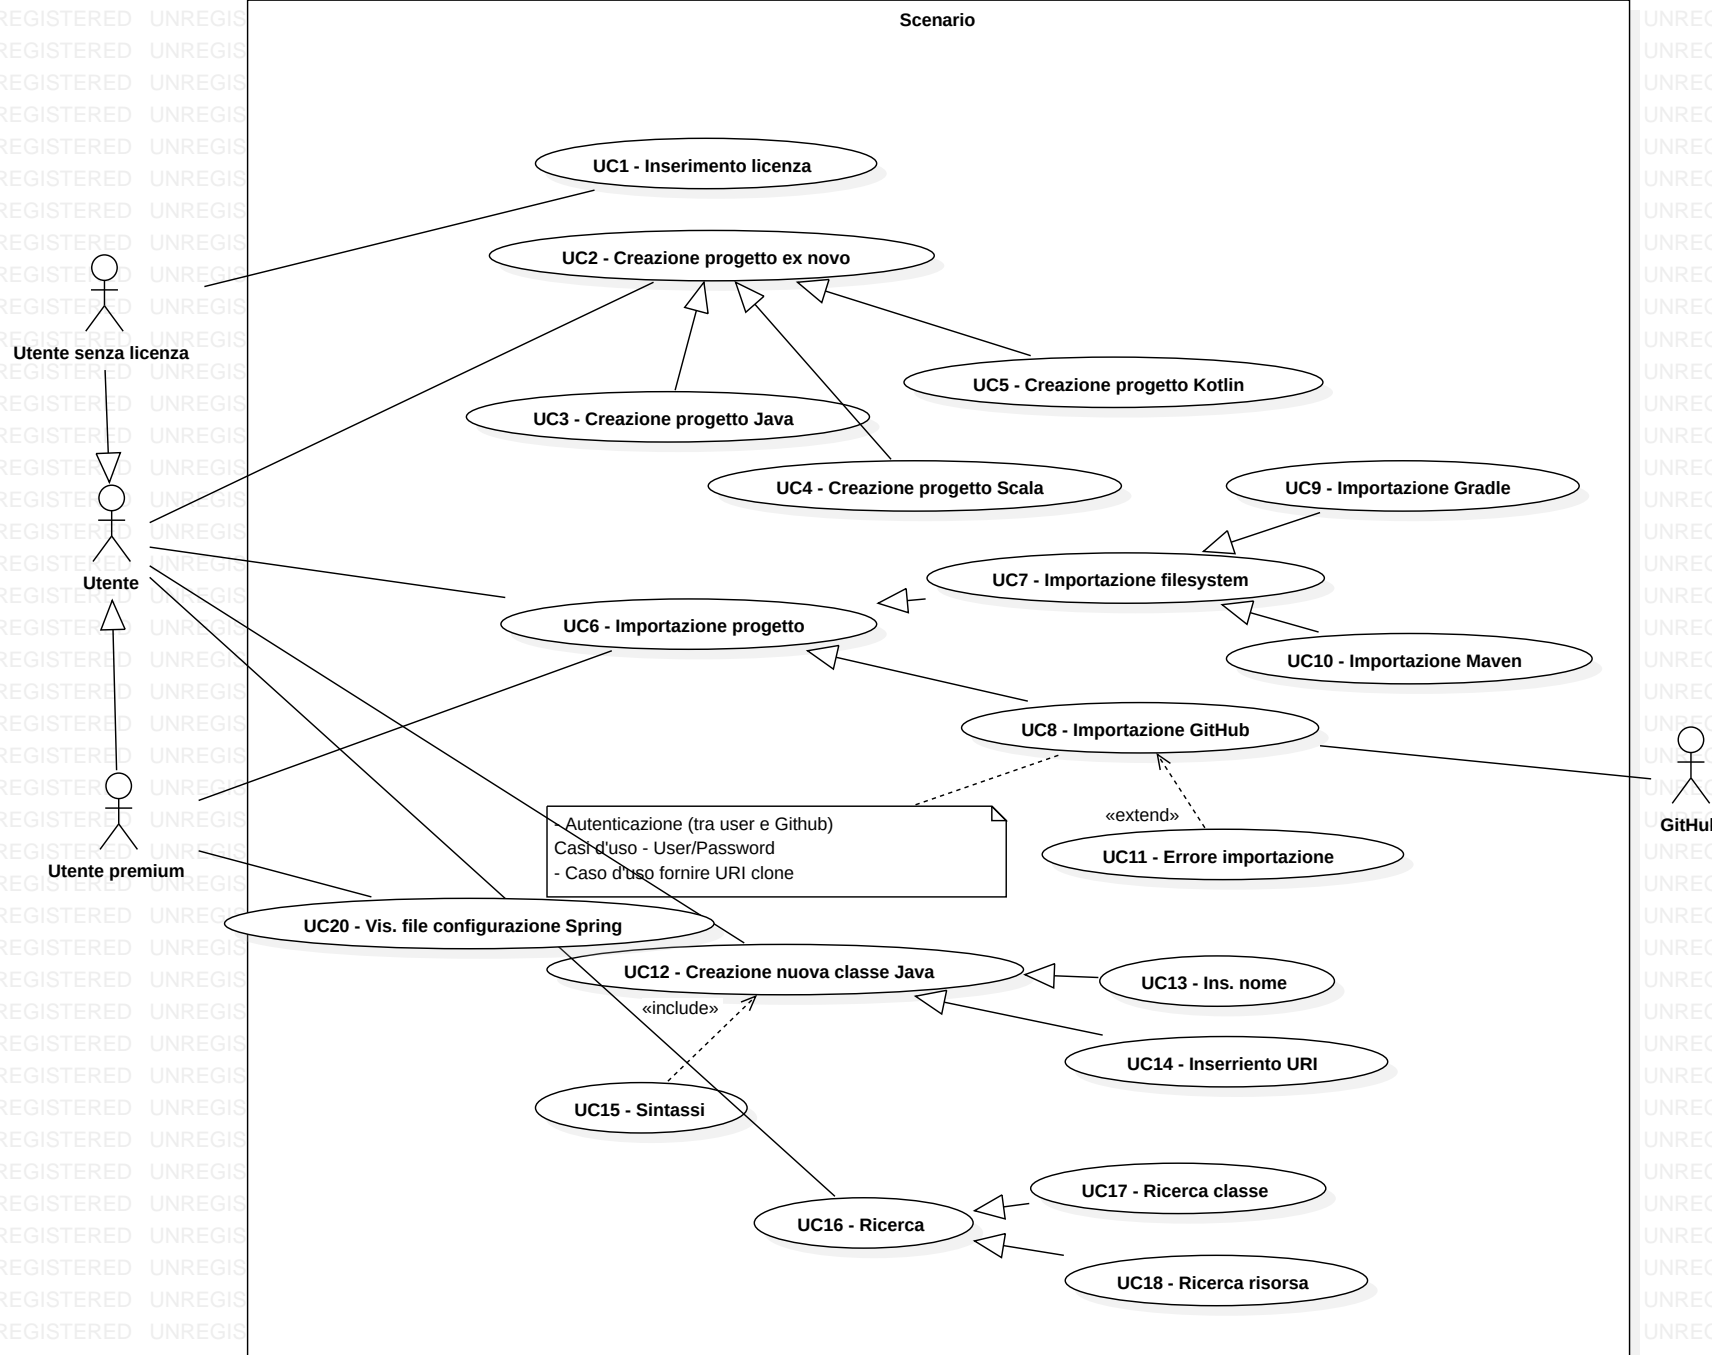 Scenario
UC1 - Inserimento licenza
UC2 - Creazione progetto ex novo
Utente senza licenza
UC5 - Creazione progetto Kotlin
UC3 - Creazione progetto Java
UC4 - Creazione progetto Scala
UC9 - Importazione Gradle
Utente
UC7 - Importazione filesystem
UC6 - Importazione progetto
UC10 - Importazione Maven
UC8 - Importazione GitHub
«extend»
GitHub
- Autenticazione (tra user e Github)
Casi d'uso - User/Password
- Caso d'uso fornire URI clone
UC11 - Errore importazione
Utente premium
UC20 - Vis. file configurazione Spring
UC12 - Creazione nuova classe Java
UC13 - Ins. nome
«include»
UC14 - Inserriento URI
UC15 - Sintassi
UC17 - Ricerca classe
UC16 - Ricerca
UC18 - Ricerca risorsa